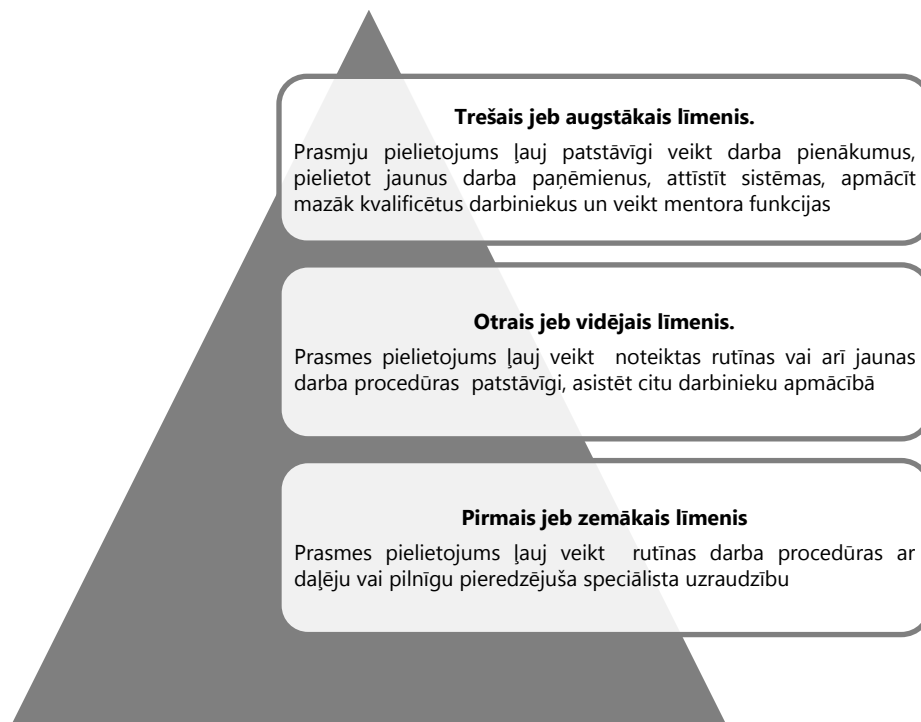 Trešais jeb augstākais līmenis.
Prasmju pielietojums ļauj patstāvīgi veikt darba pienākumus,
pielietot jaunus darba paņēmienus, attīstīt sistēmas, apmācīt
mazāk kvalificētus darbiniekus un veikt mentora funkcijas
Otrais jeb vidējais līmenis.
Prasmes pielietojums ļauj veikt noteiktas rutīnas vai arī jaunas
darba procedūras patstāvīgi, asistēt citu darbinieku apmācībā
Pirmais jeb zemākais līmenis
Prasmes pielietojums ļauj veikt rutīnas darba procedūras ar
daļēju vai pilnīgu pieredzējuša speciālista uzraudzību